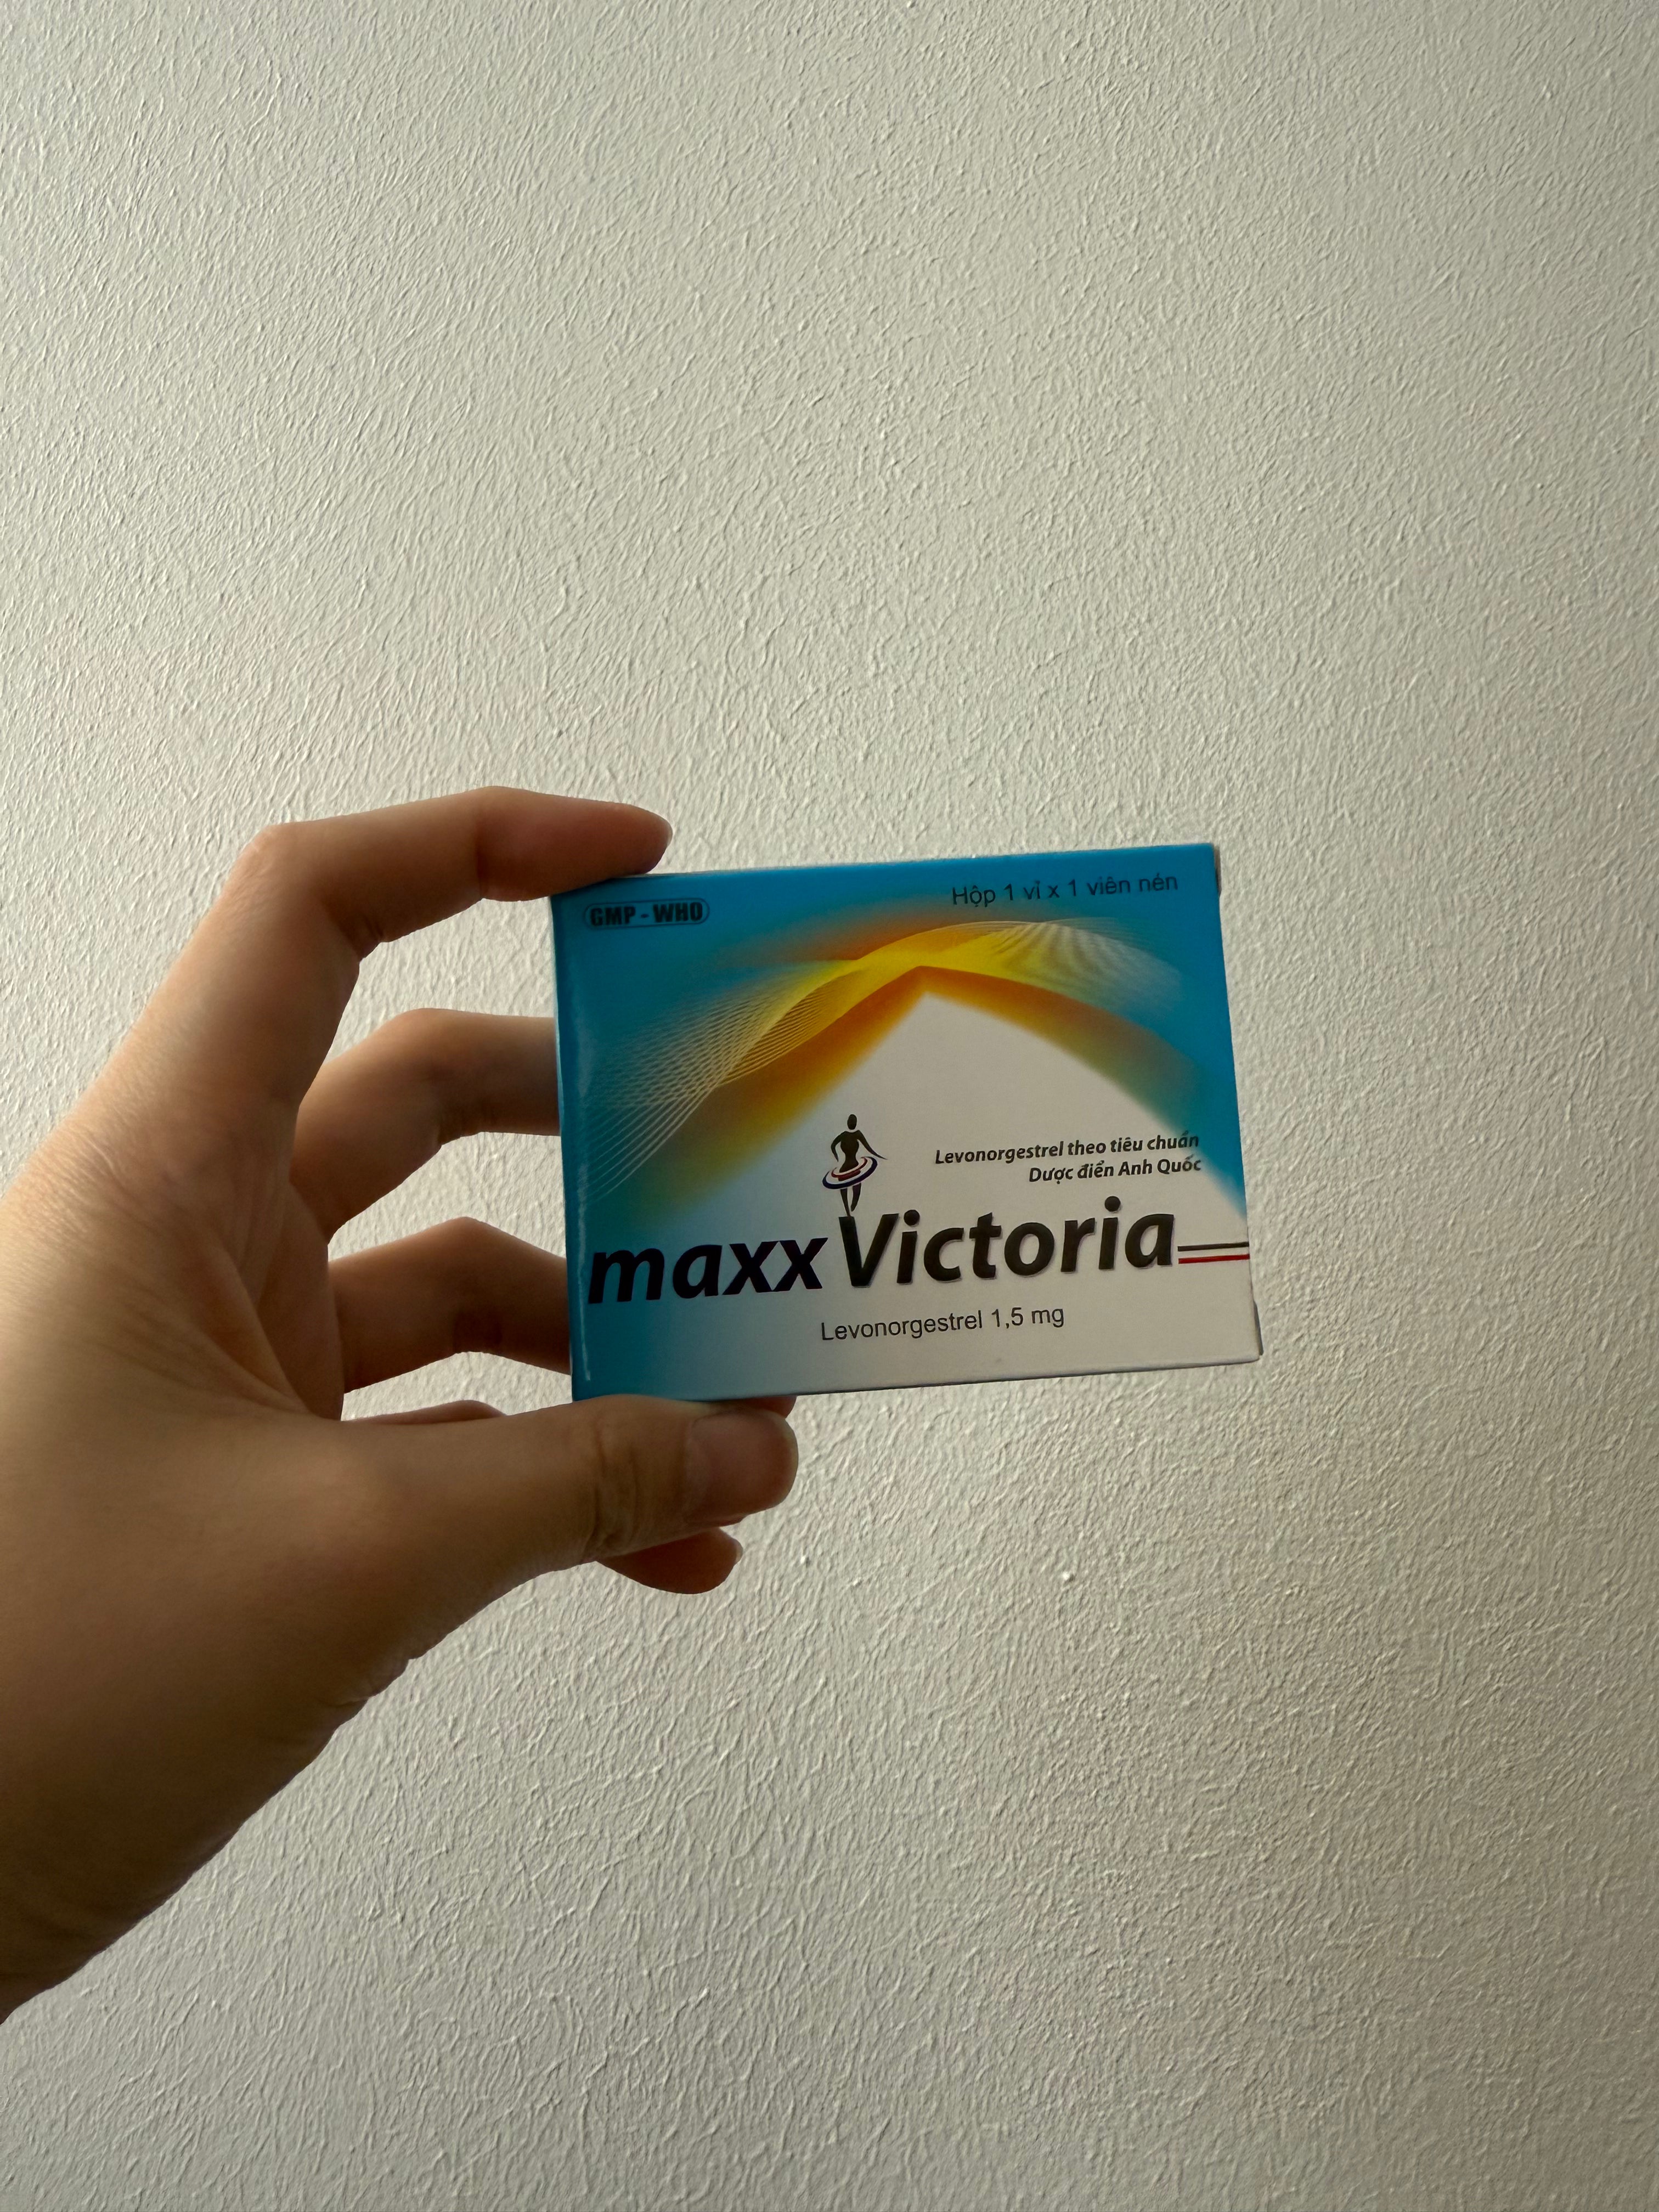 GMP - WHO
Hộp 1 vỉ x 1 viên nén
Levonorgestrel theo tiêu chuẩn
Dược điển Anh Quốc
maxx Victoria
Levonorgestrel 1,5 mg